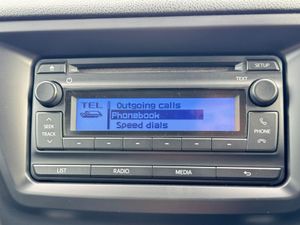 SETUP
TEXT
TEL
Outgoing calls
Phonebook
Speed dials
SEEK
TRACK
PHONE
LIST
RADIO
MEDIA